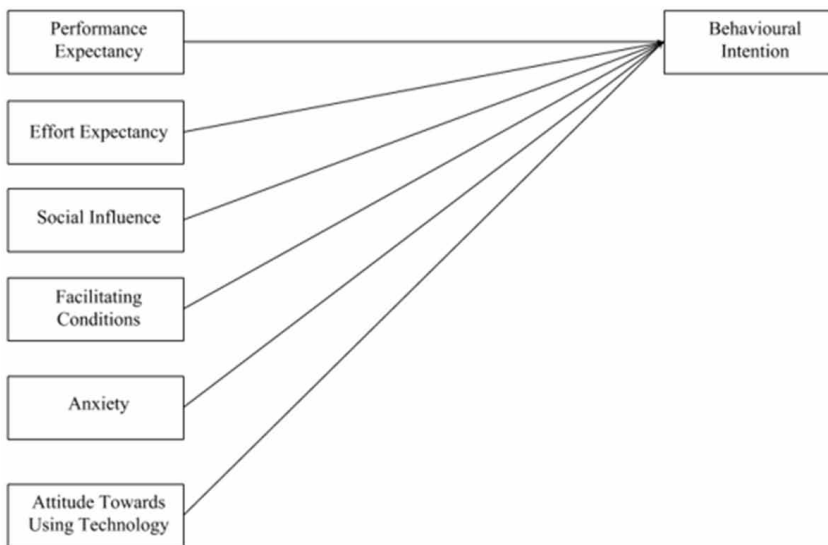 Performance
Expectancy
Behavioural
Intention
Effort Expectancy
Social Influence
Facilitating
Conditions
Anxiety
Attitude Towards
Using Technology